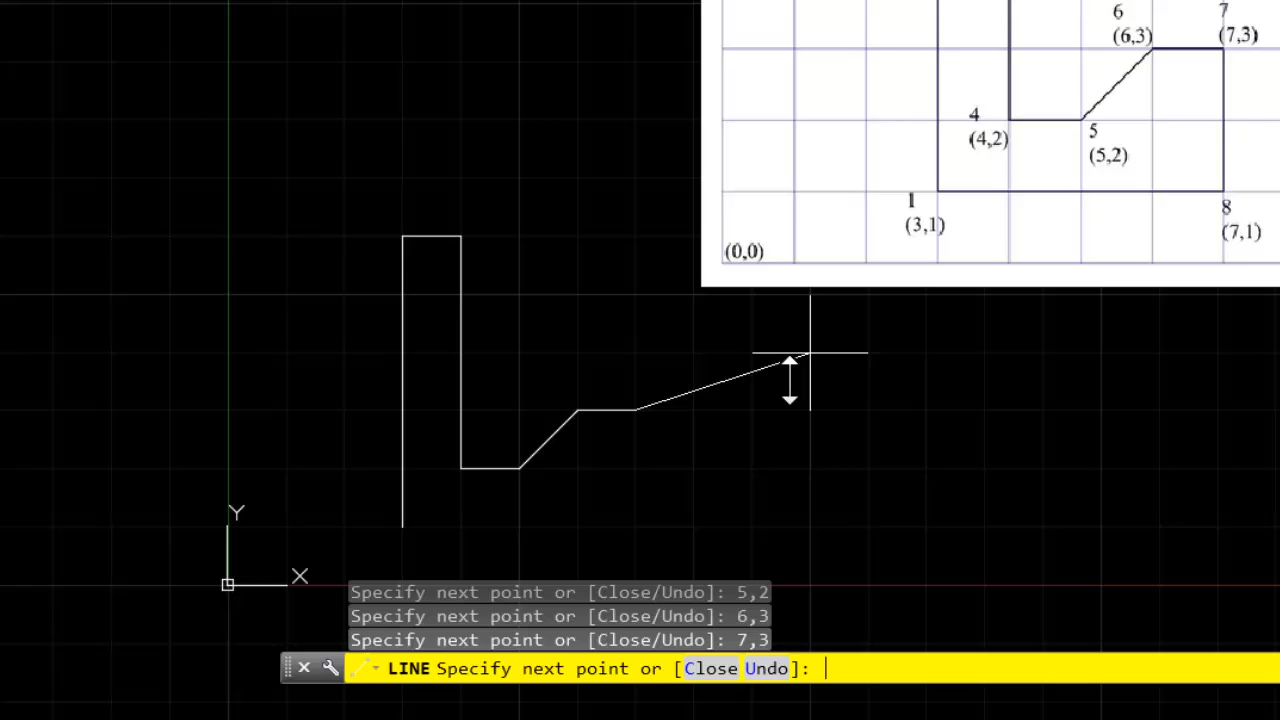 6
(6,3)
7
(7,3)
4
(4,2)
5
(5,2)
1
(3,1)
8
(7,1)
(0,0)
Y
X
Specify next point or [Close/Undo]: 5,2
Specify next point or [Close/Undo]: 6,3
Specify next point or [Close/Undo]: 7,3
LINE Specify next point or [Close Undo]: